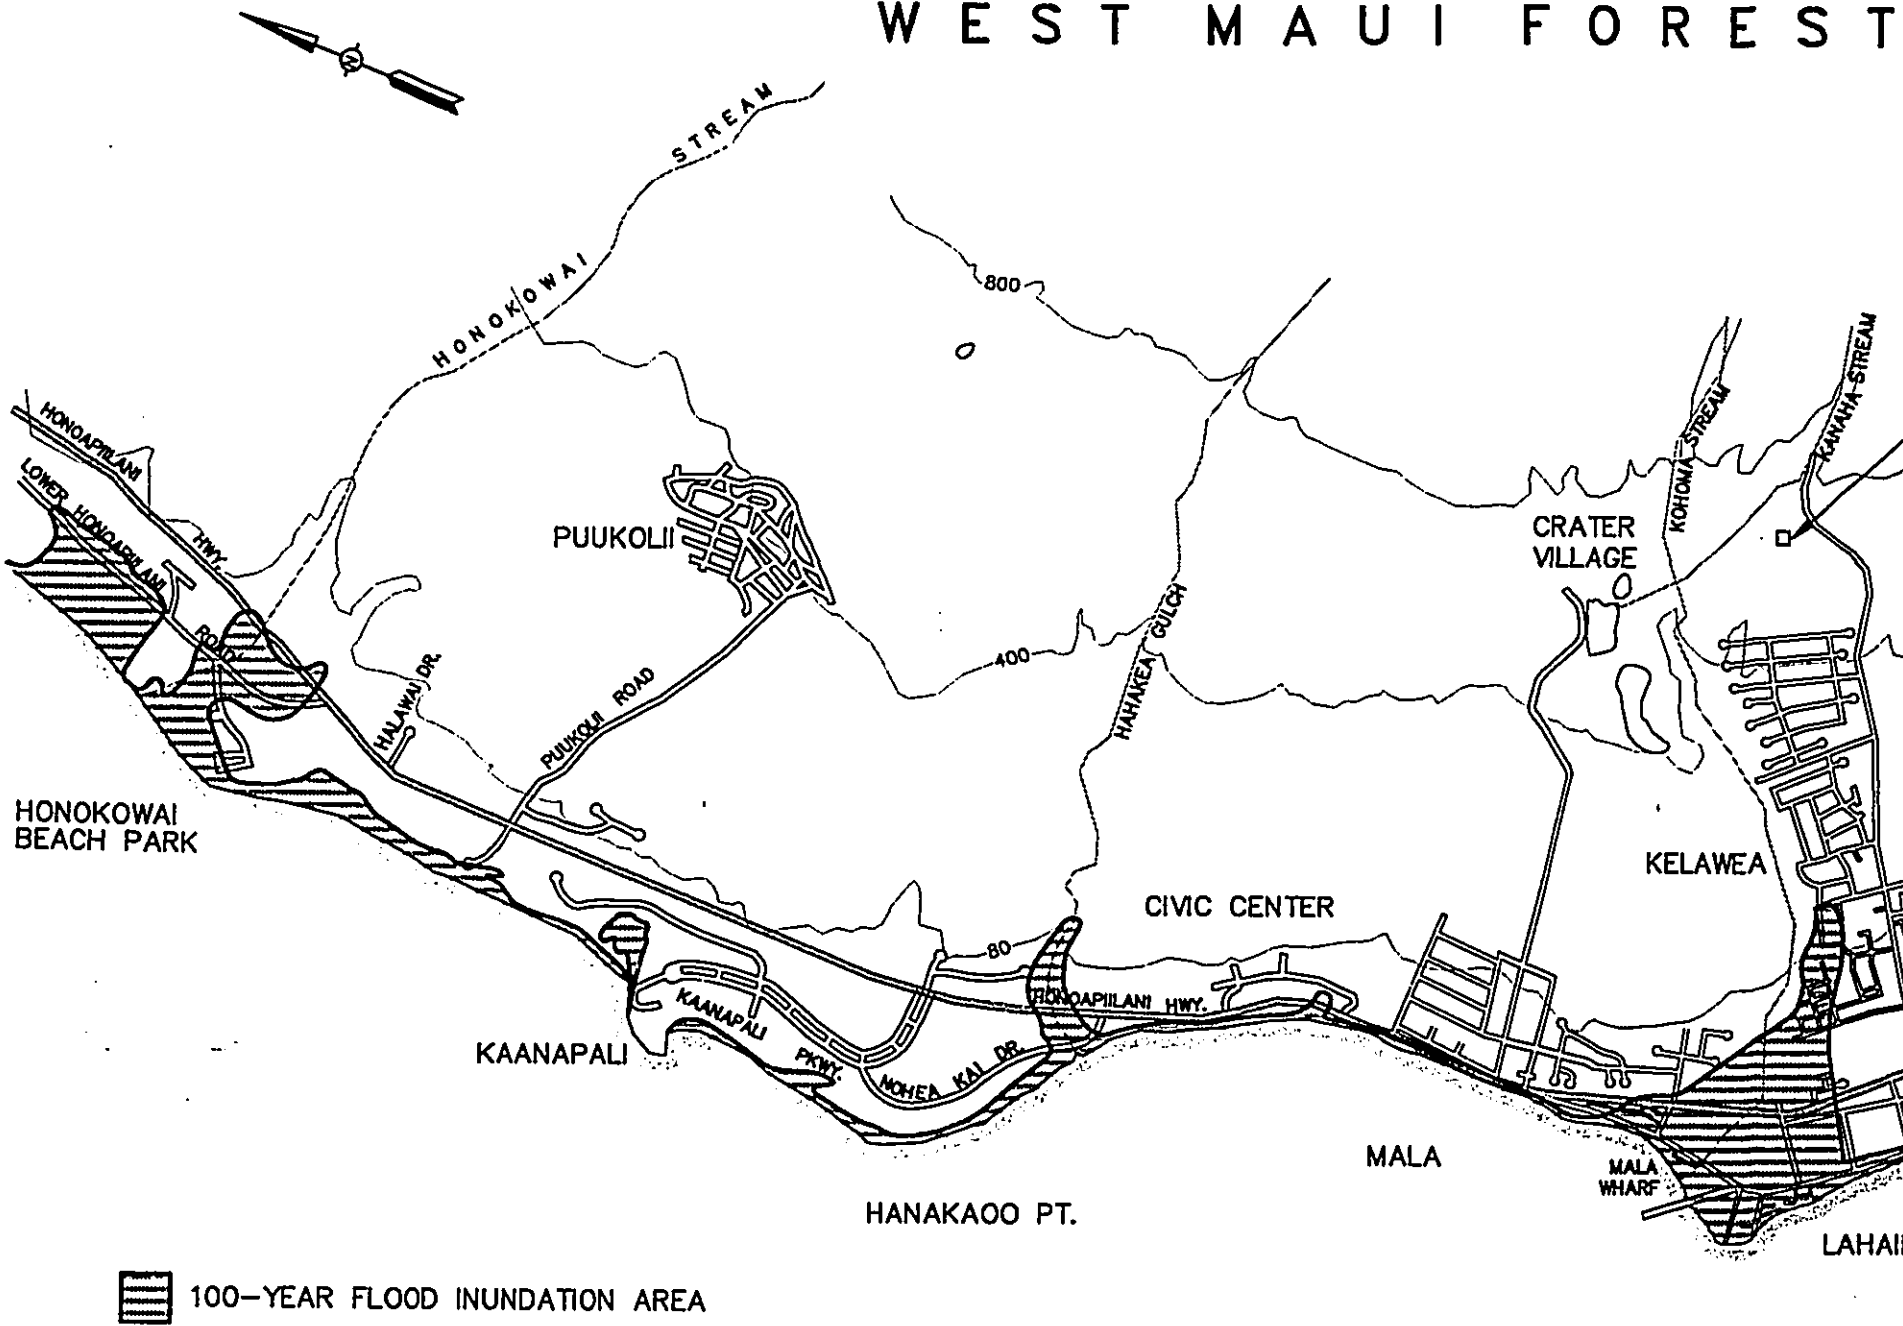 WEST MAUI FOREST
N
HONOKOWAI STREAM
800
HONOAPIILANI HWY.
LOWER HONOAPIILANI ROAD
KOHOMA STREAM
KANAHA STREAM
PUUKOLII
CRATER
VILLAGE
HAHAKEA GULCH
400
HALAWAI DR.
PUUKOLII ROAD
HONOKOWAI
BEACH PARK
KELAWEA
CIVIC CENTER
80
HONOAPIILANI HWY.
KAANAPALI PKWY.
KAANAPALI
NOHEA KAI DR.
MALA
MALA
WHARF
HANAKAOO PT.
LAHAI
100-YEAR FLOOD INUNDATION AREA